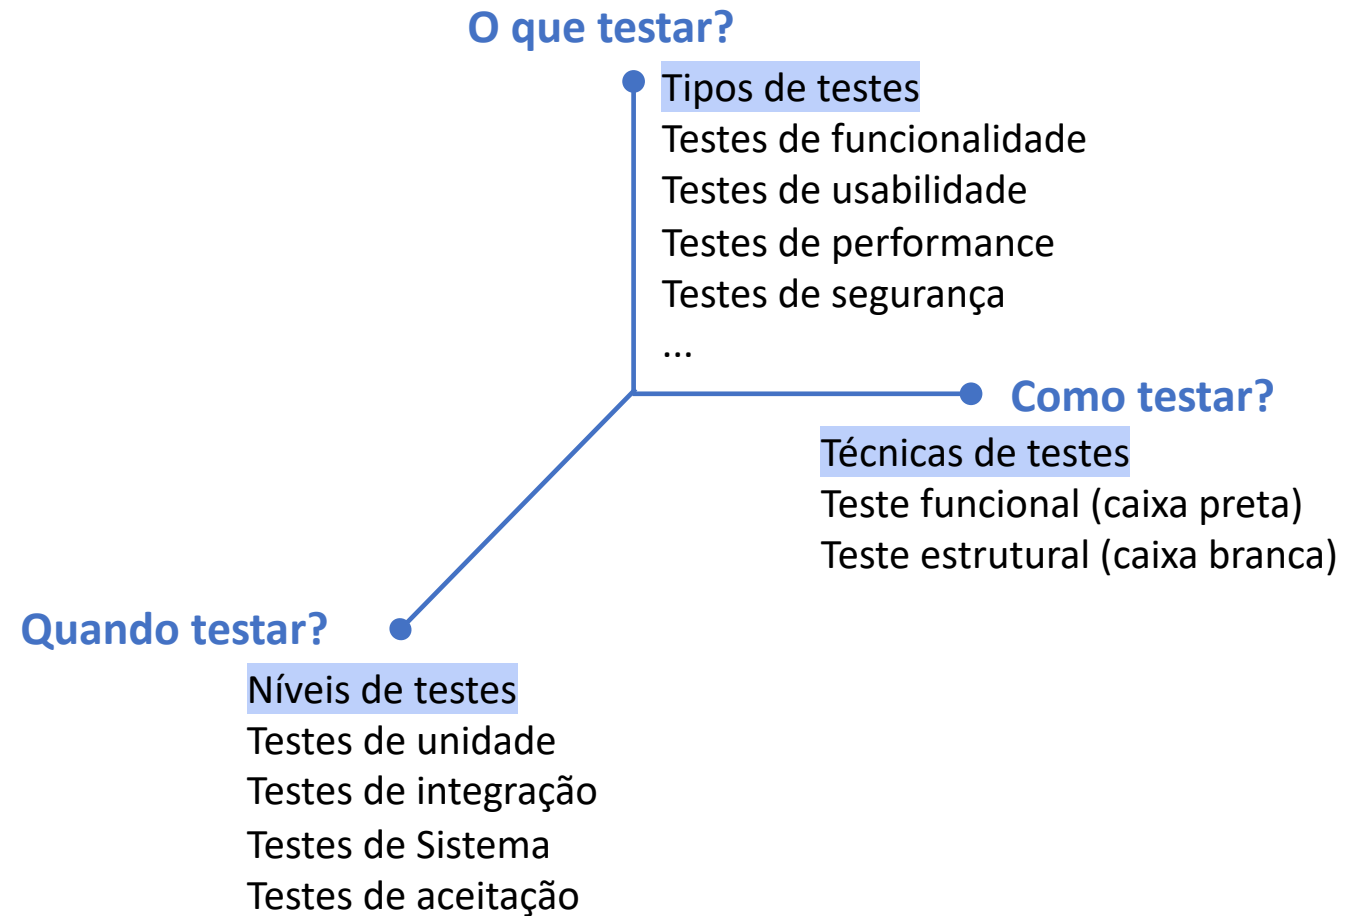 O que testar?
Tipos de testes
Testes de funcionalidade
Testes de usabilidade
Testes de performance
Testes de segurança
...
Como testar?
Técnicas de testes
Teste funcional (caixa preta)
Teste estrutural (caixa branca)
Quando testar?
Níveis de testes
Testes de unidade
Testes de integração
Testes de Sistema
Testes de aceitação